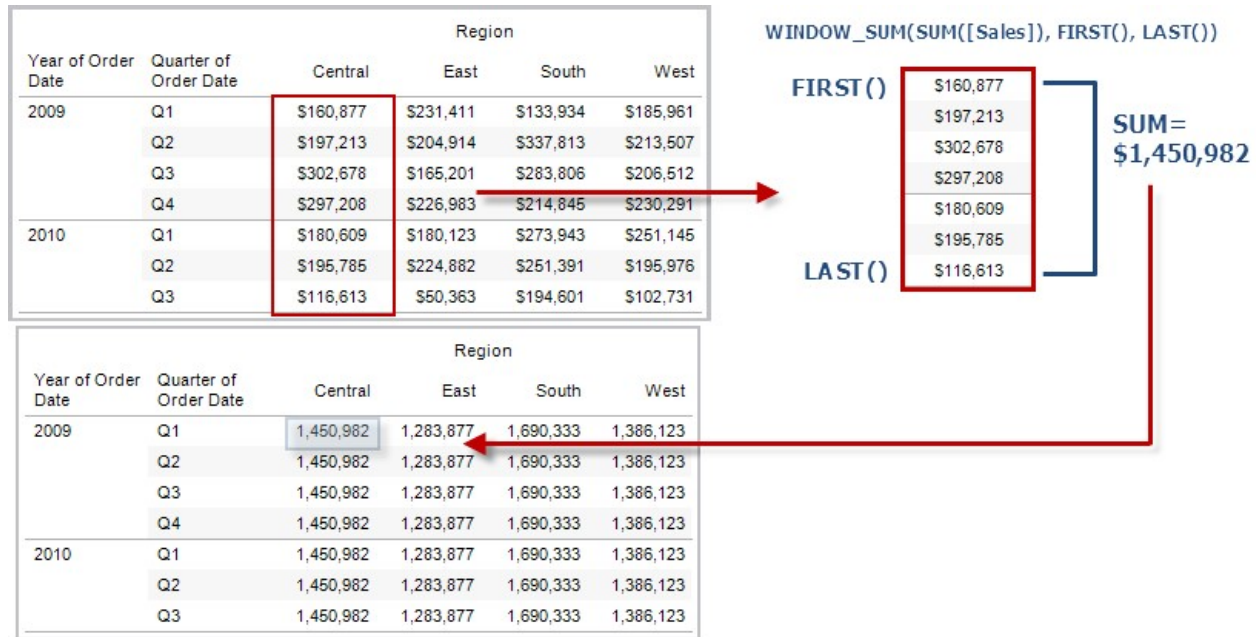 Region
Year of Order Date Quarter of Order Date Central East South West
2009 Q1 $160,877 $231,411 $133,934 $185,961
Q2 $197,213 $204,914 $337,813 $213,507
Q3 $302,678 $165,201 $283,806 $206,512
Q4 $297,208 $226,983 $214,845 $230,291
2010 Q1 $180,609 $180,123 $273,943 $251,145
Q2 $195,785 $224,882 $251,391 $195,976
Q3 $116,613 $50,363 $194,601 $102,731
WINDOW_SUM(SUM([Sales]), FIRST(), LAST())
FIRST() $160,877
$197,213
$302,678
$297,208
$180,609
$195,785
LAST() $116,613
SUM=
$1,450,982
Region
Year of Order Date Quarter of Order Date Central East South West
2009 Q1 1,450,982 1,283,877 1,690,333 1,386,123
Q2 1,450,982 1,283,877 1,690,333 1,386,123
Q3 1,450,982 1,283,877 1,690,333 1,386,123
Q4 1,450,982 1,283,877 1,690,333 1,386,123
2010 Q1 1,450,982 1,283,877 1,690,333 1,386,123
Q2 1,450,982 1,283,877 1,690,333 1,386,123
Q3 1,450,982 1,283,877 1,690,333 1,386,123